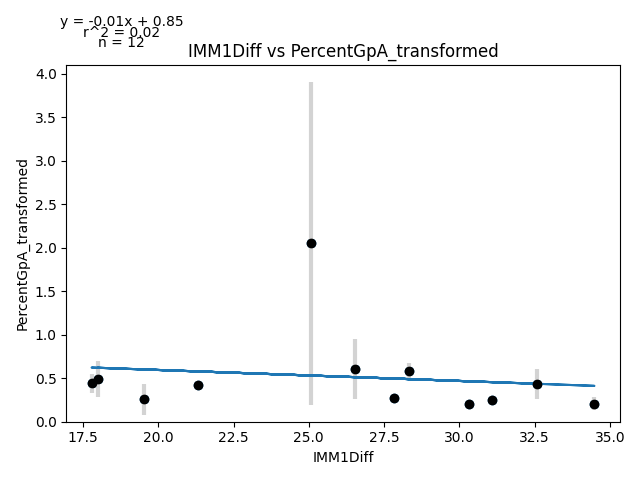 y = -0.01x + 0.85
r^2 = 0.02
n = 12
IMM1Diff vs PercentGpA_transformed
4.0
3.5
3.0
2.5
2.0
1.5
1.0
0.5
0.0
PercentGpA_transformed
17.5 20.0 22.5 25.0 27.5 30.0 32.5 35.0
IMM1Diff